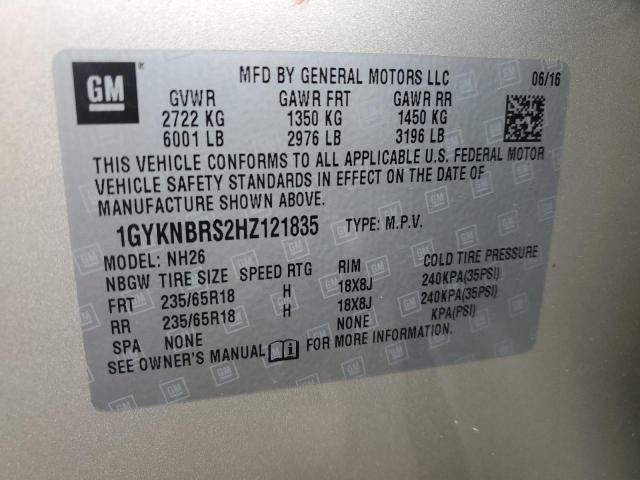 GM ® MFD BY GENERAL MOTORS LLC 06/16
GVWR GAWR FRT GAWR RR
2722 KG 1350 KG 1450 KG
6001 LB 2976 LB 3196 LB
THIS VEHICLE CONFORMS TO ALL APPLICABLE U.S. FEDERAL MOTOR
VEHICLE SAFETY STANDARDS IN EFFECT ON THE DATE OF
MANUFACTURE SHOWN ABOVE.
1GYKNBRS2HZ121835 TYPE: M.P.V.
MODEL: NH26
NBGW TIRE SIZE SPEED RTG RIM COLD TIRE PRESSURE
FRT 235/65R18 H 18X8J 240KPA(35PSI)
RR 235/65R18 H 18X8J 240KPA(35PSI)
SPA NONE NONE KPA(PSI)
SEE OWNER'S MANUAL FOR MORE INFORMATION.